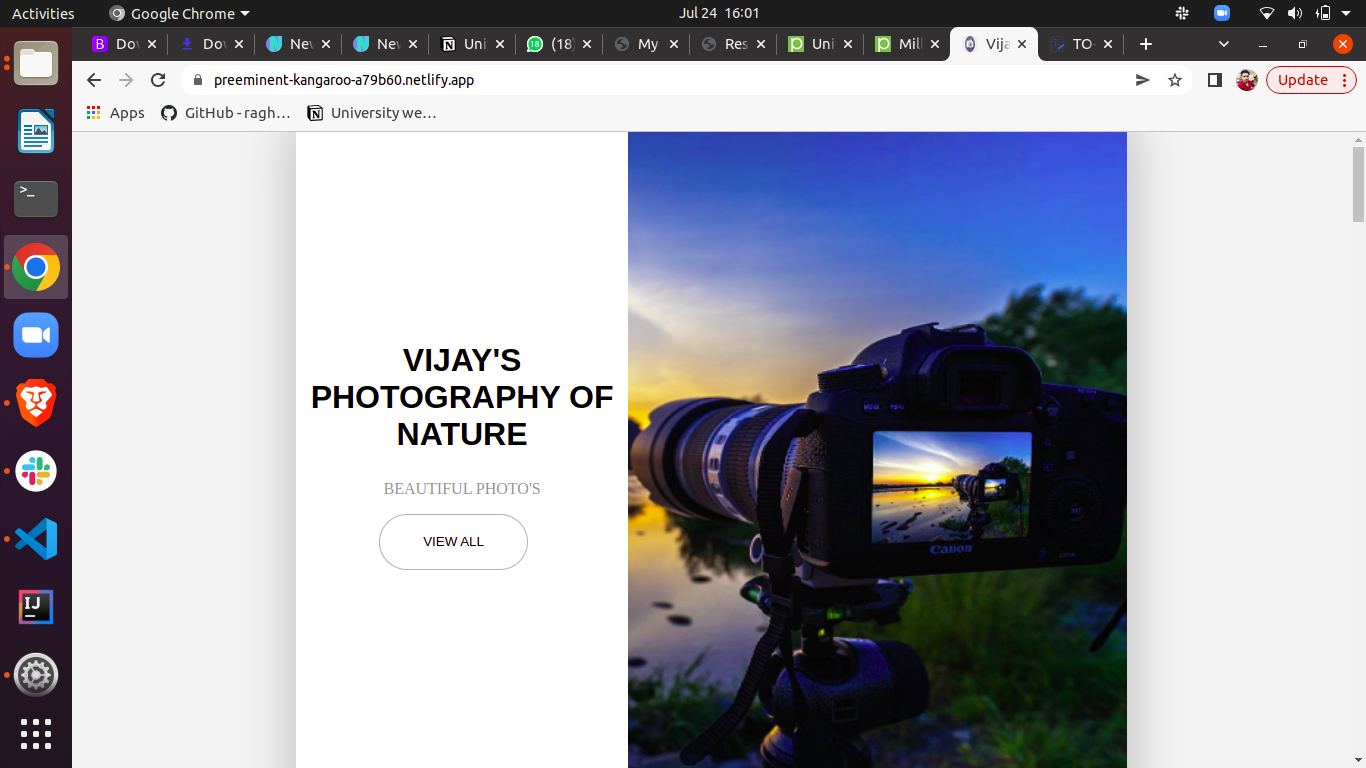 Activities
Google Chrome
Jul 24 16:01
Dov
Dov
Nev
Nev
Uni
(18)
My
Res
Uni
Mill
Vija
TO-
preeminent-kangaroo-a79b60.netlify.app
Update
Apps
GitHub - ragh…
University we…
VIJAY'S
PHOTOGRAPHY OF
NATURE
BEAUTIFUL PHOTO'S
VIEW ALL
Canon